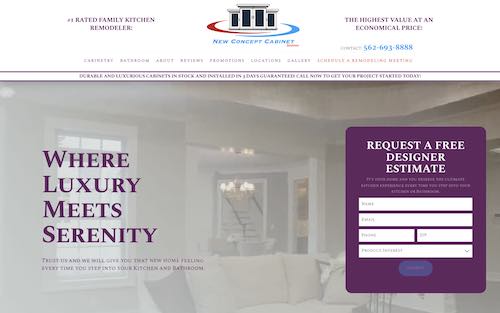 #1 RATED FAMILY KITCHEN
REMODELER:
NEW CONCEPT CABINET
THE HIGHEST VALUE AT AN
ECONOMICAL PRICE!
CONTACT: 562-693-8888
CABINETRY BATHROOM ABOUT REVIEWS PROMOTIONS LOCATIONS GALLERY SCHEDULE A REMODELING MEETING
DURABLE AND LUXURIOUS CABINETS IN STOCK AND INSTALLED IN 4 DAYS GUARANTEED. CALL NOW TO GET YOUR PROJECT STARTED TODAY!
WHERE
LUXURY
MEETS
SERENITY
TRUST US AND WE WILL GIVE YOU THAT NEW HOME FEELING
EVERY TIME YOU STEP INTO YOUR KITCHEN AND BATHROOM.
REQUEST A FREE
DESIGNER
ESTIMATE
IT'S YOUR HOME AND YOU DESERVE THE ULTIMATE
KITCHEN EXPERIENCE EVERY TIME YOU STEP INTO YOUR
KITCHEN OR BATHROOM.
NAME
EMAIL
PHONE ZIP
PRODUCT INTEREST
SUBMIT